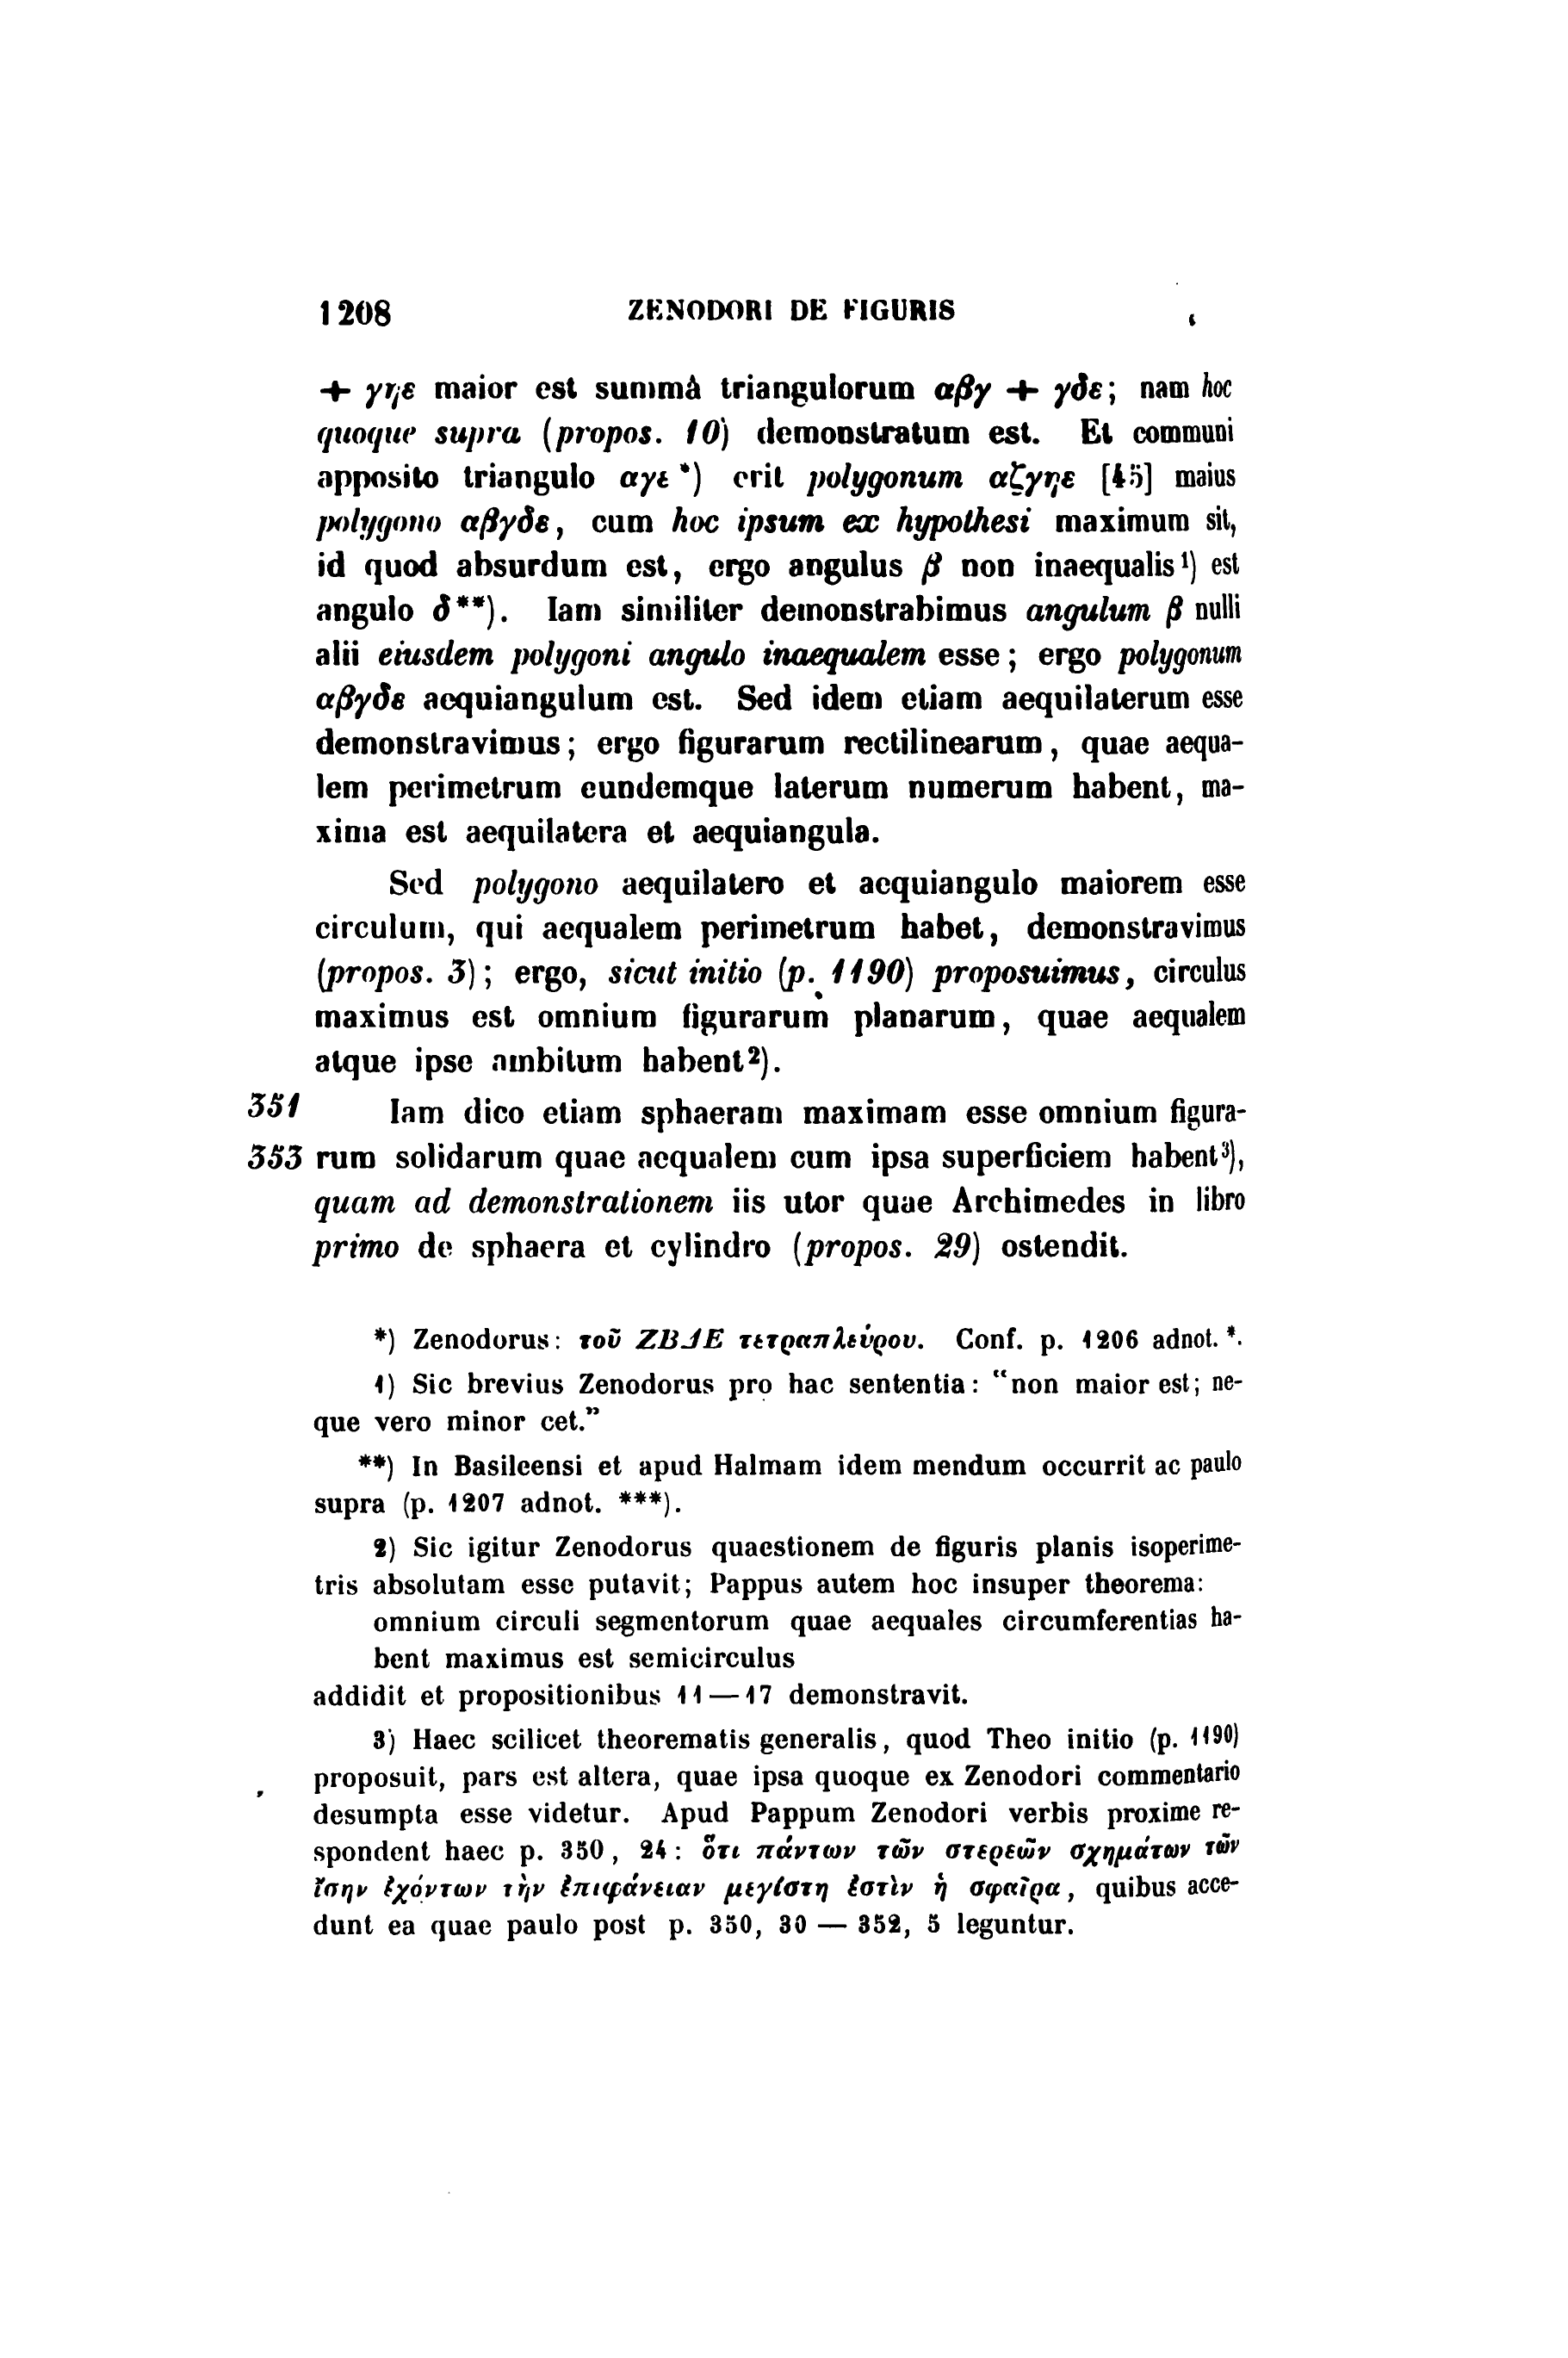 1208 ZENODORI DE FIGURIS
+ γηε maior est summâ triangulorum αβγ + γδε; nam hoc
quoque supra (propos. 10) demonstratum est. Et communi
apposito triangulo αγε *) erit polygonum αζγηε [45] maius
polygono αβγδε, cum hoc ipsum ex hypothesi maximum sit,
id quod absurdum est, ergo angulus β non inaequalis ¹) est
angulo δ**). Iam similiter demonstrabimus angulum β nulli
alii eiusdem polygoni angulo inaequalem esse; ergo polygonum
αβγδε aequiangulum est. Sed idem etiam aequilaterum esse
demonstravimus; ergo figurarum rectilinearum, quae aequa-
lem perimetrum eundemque laterum numerum habent, ma-
xima est aequilatera et aequiangula.
Sed polygono aequilatero et aequiangulo maiorem esse
circulum, qui aequalem perimetrum habet, demonstravimus
(propos. 3); ergo, sicut initio (p. 1190) proposuimus, circulus
maximus est omnium figurarum planarum, quae aequalem
atque ipse ambitum habent²).
351 Iam dico etiam sphaeram maximam esse omnium figura-
353 rum solidarum quae aequalem cum ipsa superficiem habent³),
quam ad demonstrationem iis utor quae Archimedes in libro
primo de sphaera et cylindro (propos. 29) ostendit.
*) Zenodorus: τοῦ ΖΒΔΕ τετραπλεύρου. Conf. p. 1206 adnot. *.
1) Sic brevius Zenodorus pro hac sententia: "non maior est; ne-
que vero minor cet."
**) In Basileensi et apud Halmam idem mendum occurrit ac paulo
supra (p. 1207 adnot. ***).
2) Sic igitur Zenodorus quaestionem de figuris planis isoperime-
tris absolutam esse putavit; Pappus autem hoc insuper theorema:
omnium circuli segmentorum quae aequales circumferentias ha-
bent maximus est semicirculus
addidit et propositionibus 11—17 demonstravit.
3) Haec scilicet theorematis generalis, quod Theo initio (p. 1190)
proposuit, pars est altera, quae ipsa quoque ex Zenodori commentario
desumpta esse videtur. Apud Pappum Zenodori verbis proxime re-
spondent haec p. 350, 24: ὅτι πάντων τῶν στερεῶν σχημάτων τῶν
ἴσην ἐχόντων τὴν ἐπιφάνειαν μεγίστη ἐστὶν ἡ σφαῖρα, quibus acce-
dunt ea quae paulo post p. 350, 30 — 352, 5 leguntur.